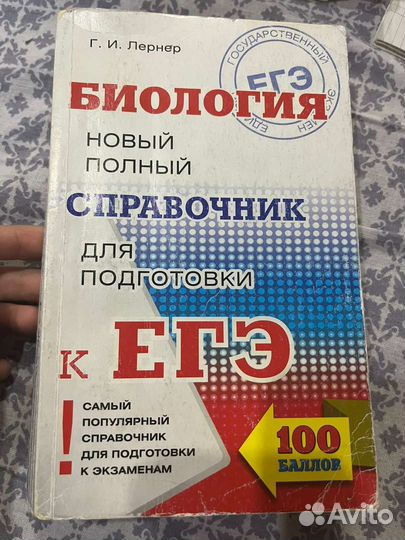 Г. И. Лернер
ГОСУДАРСТВЕННЫЙ
ЕГЭ
ЭКЗАМЕН
БИОЛОГИЯ
НОВЫЙ
ПОЛНЫЙ
СПРАВОЧНИК
ДЛЯ
ПОДГОТОВКИ
К ЕГЭ
!
САМЫЙ
ПОПУЛЯРНЫЙ
СПРАВОЧНИК
ДЛЯ ПОДГОТОВКИ
К ЭКЗАМЕНАМ
100
БАЛЛОВ
Avito